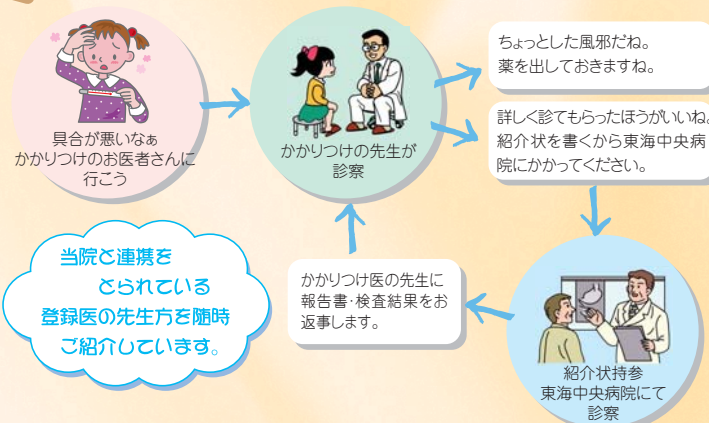 具合が悪いなぁ
かかりつけのお医者さんに
行こう
かかりつけの先生が
診察
ちょっとした風邪だね。
薬を出しておきますね。
詳しく診てもらったほうがいいね。
紹介状を書くから東海中央病
院にかかってください。
紹介状持参
東海中央病院にて
診察
かかりつけ医の先生に
報告書・検査結果をお
返事します。
当院と連携を
とられている
登録医の先生方を随時
ご紹介しています。